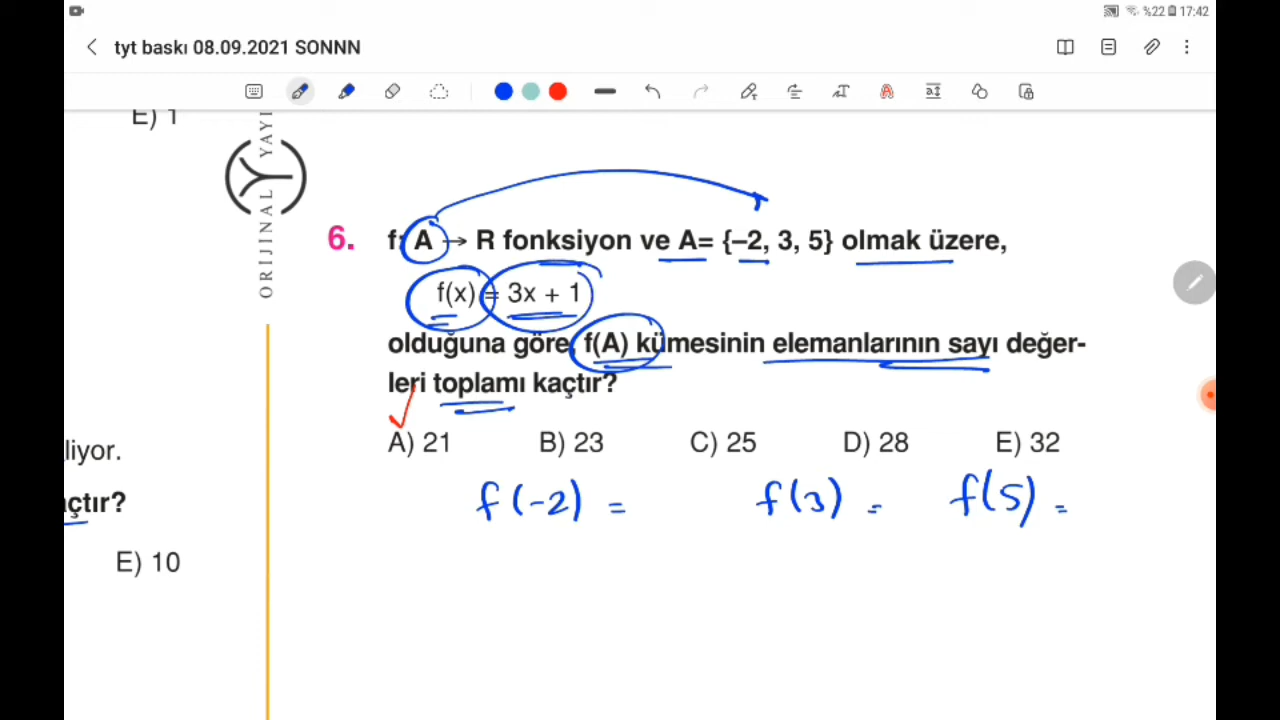 %22 17:42
tyt baskı 08.09.2021 SONNN
E) 1
ORIJINAL YAYI
6. f: A → R fonksiyon ve A= {–2, 3, 5} olmak üzere,
f(x) = 3x + 1
olduğuna göre, f(A) kümesinin elemanlarının sayı değer-
leri toplamı kaçtır?
A) 21 B) 23 C) 25 D) 28 E) 32
f(-2) = f(3) = f(5) =
liyor.
açtır?
E) 10